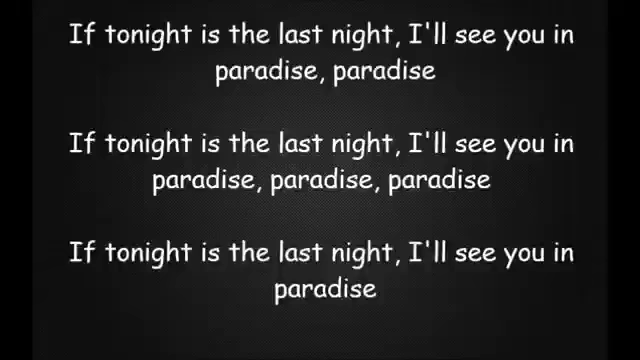 If tonight is the last night, I'll see you in
paradise, paradise
If tonight is the last night, I'll see you in
paradise, paradise, paradise
If tonight is the last night, I'll see you in
paradise